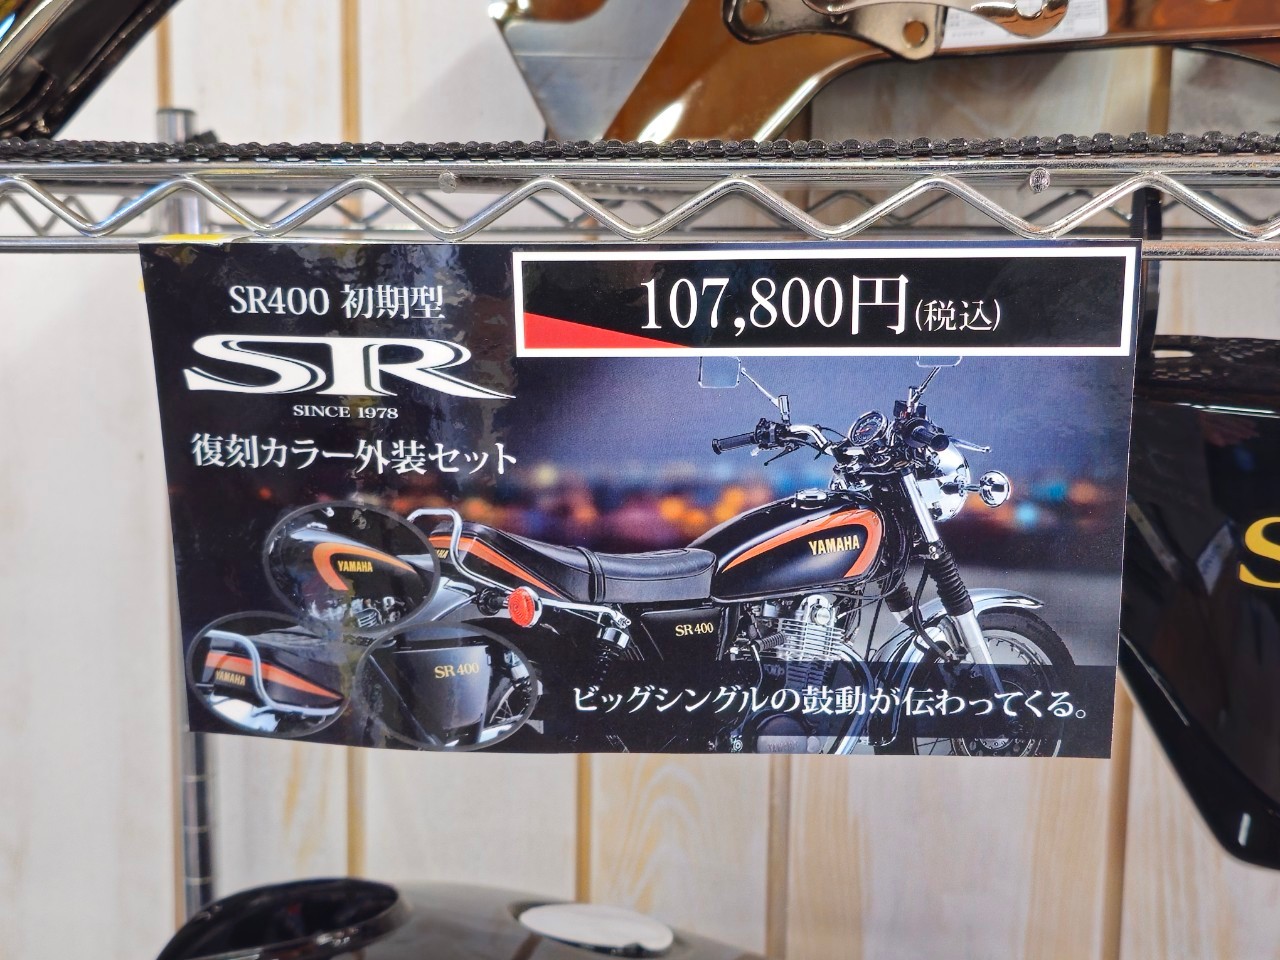 SR400 初期型
SR
SINCE 1978
復刻カラー外装セット
107,800円(税込)
YAMAHA
SR400
YAMAHA
YAMAHA
SR400
ビッグシングルの鼓動が伝わってくる。
S